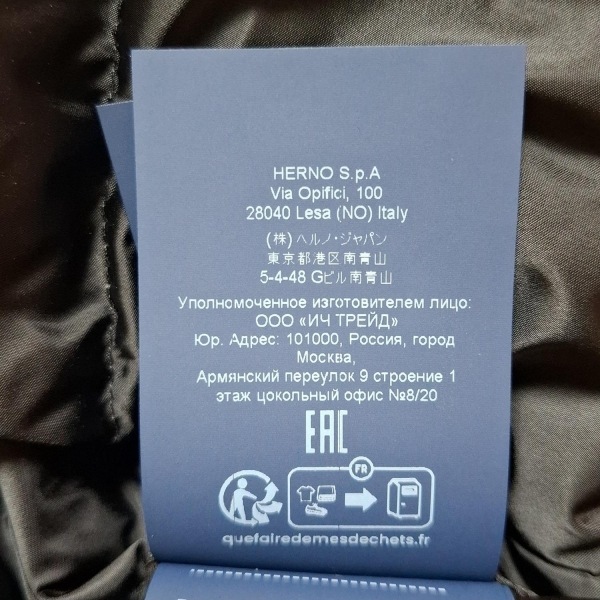 HERNO S.p.A
Via Opifici, 100
28040 Lesa (NO) Italy
(株)ヘルノ・ジャパン
東京都港区南青山
5-4-48 Gビル南青山
Уполномоченное изготовителем лицо:
ООО «ИЧ ТРЕЙД»
Юр. Адрес: 101000, Россия, город
Москва,
Армянский переулок 9 строение 1
этаж цокольный офис №8/20
EAC
FR
quefairedemesdechets.fr